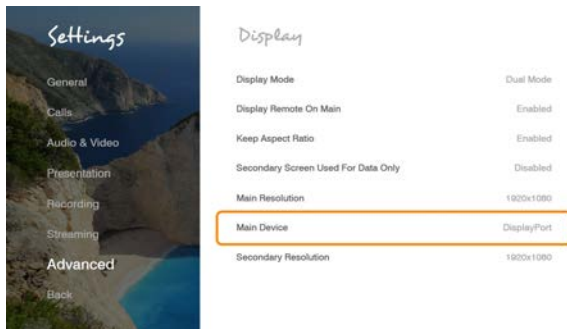 Settings
General
Calls
Audio & Video
Presentation
Recording
Streaming
Advanced
Back
Display
Display Mode Dual Mode
Display Remote On Main Enabled
Keep Aspect Ratio Enabled
Secondary Screen Used For Data Only Disabled
Main Resolution 1920x1080
Main Device DisplayPort
Secondary Resolution 1920x1080